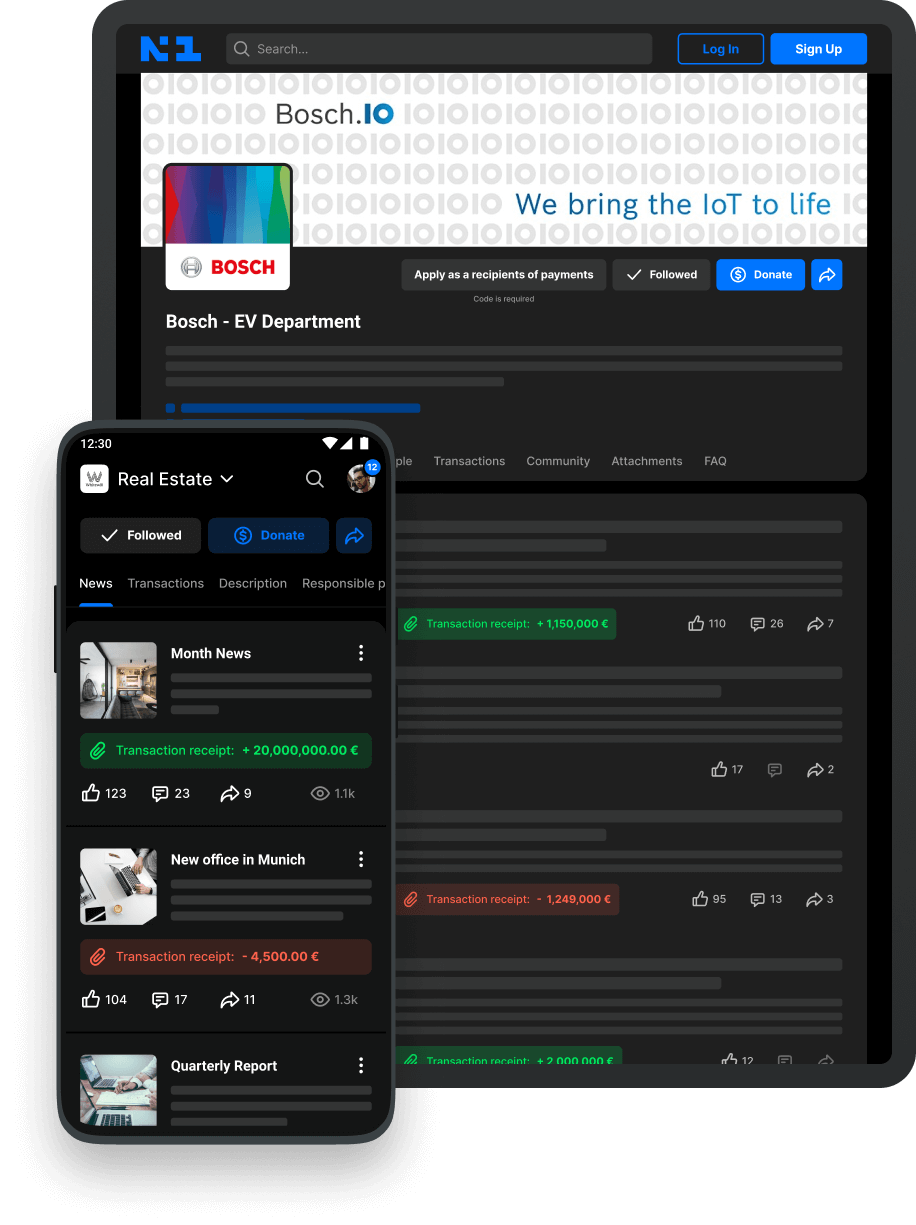 N1
Search...
Log In
Sign Up
Bosch.IO
We bring the IoT to life
BOSCH
Apply as a recipients of payments
Followed
Donate
Code is required
Bosch - EV Department
ple
Transactions
Community
Attachments
FAQ
Transaction receipt: + 1,150,000 €
110
26
7
17
2
Transaction receipt: - 1,249,000 €
95
13
3
Transaction receipt: + 2 000 000 €
12
12:30
Real Estate
12
Followed
Donate
News
Transactions
Description
Responsible p
Month News
Transaction receipt: + 20,000,000.00 €
123
23
9
1.1k
New office in Munich
Transaction receipt: - 4,500.00 €
104
17
11
1.3k
Quarterly Report